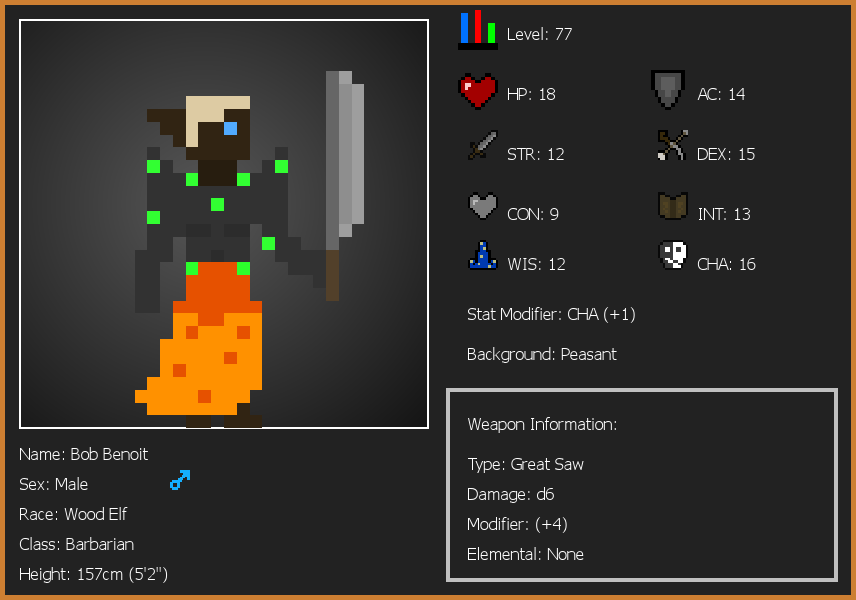 Level: 77
HP: 18
AC: 14
STR: 12
DEX: 15
CON: 9
INT: 13
WIS: 12
CHA: 16
Stat Modifier: CHA (+1)
Background: Peasant
Weapon Information:
Type: Great Saw
Damage: d6
Modifier: (+4)
Elemental: None
Name: Bob Benoit
Sex: Male
Race: Wood Elf
Class: Barbarian
Height: 157cm (5'2")